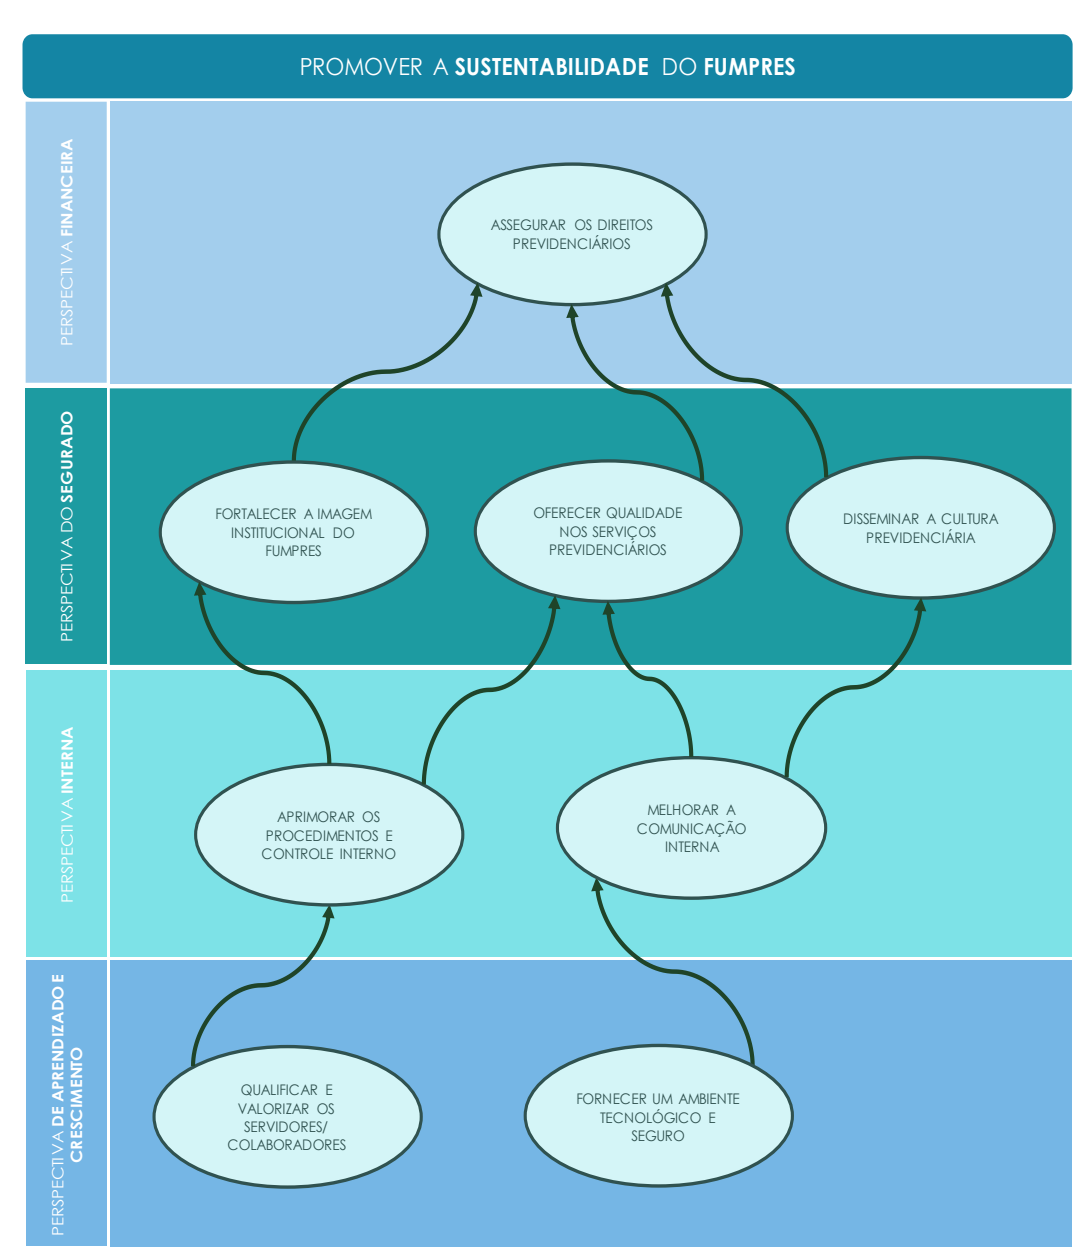 PROMOVER A SUSTENTABILIDADE DO FUMPRES
PERSPECTIVA FINANCEIRA
ASSEGURAR OS DIREITOS
PREVIDENCIÁRIOS
PERSPECTIVA DO SEGURADO
FORTALECER A IMAGEM
INSTITUCIONAL DO
FUMPRES
OFERECER QUALIDADE
NOS SERVIÇOS
PREVIDENCIÁRIOS
DISSEMINAR A CULTURA
PREVIDENCIÁRIA
PERSPECTIVA INTERNA
APRIMORAR OS
PROCEDIMENTOS E
CONTROLE INTERNO
MELHORAR A
COMUNICAÇÃO
INTERNA
PERSPECTIVA DE APRENDIZADO E
CRESCIMENTO
QUALIFICAR E
VALORIZAR OS
SERVIDORES/
COLABORADORES
FORNECER UM AMBIENTE
TECNOLÓGICO E
SEGURO